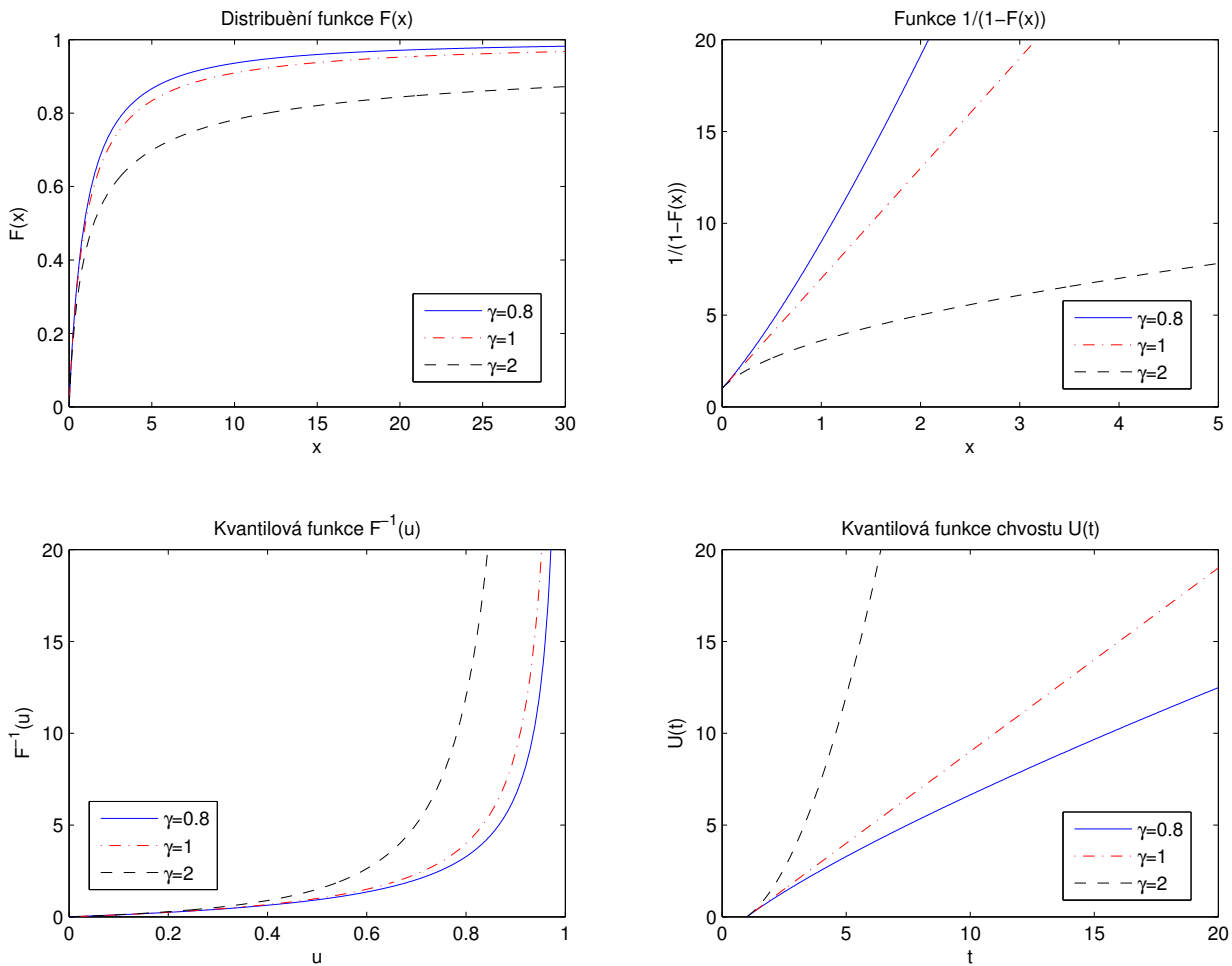 Distribuèní funkce F(x)
1
0.8
0.6
0.4
0.2
0
F(x)
0
5
10
15
20
25
30
x
γ=0.8
γ=1
γ=2
Funkce 1/(1−F(x))
20
15
10
5
0
1/(1−F(x))
0
1
2
3
4
5
x
γ=0.8
γ=1
γ=2
Kvantilová funkce F⁻¹(u)
20
15
10
5
0
F⁻¹(u)
0
0.2
0.4
0.6
0.8
1
u
γ=0.8
γ=1
γ=2
Kvantilová funkce chvostu U(t)
20
15
10
5
0
U(t)
0
5
10
15
20
t
γ=0.8
γ=1
γ=2